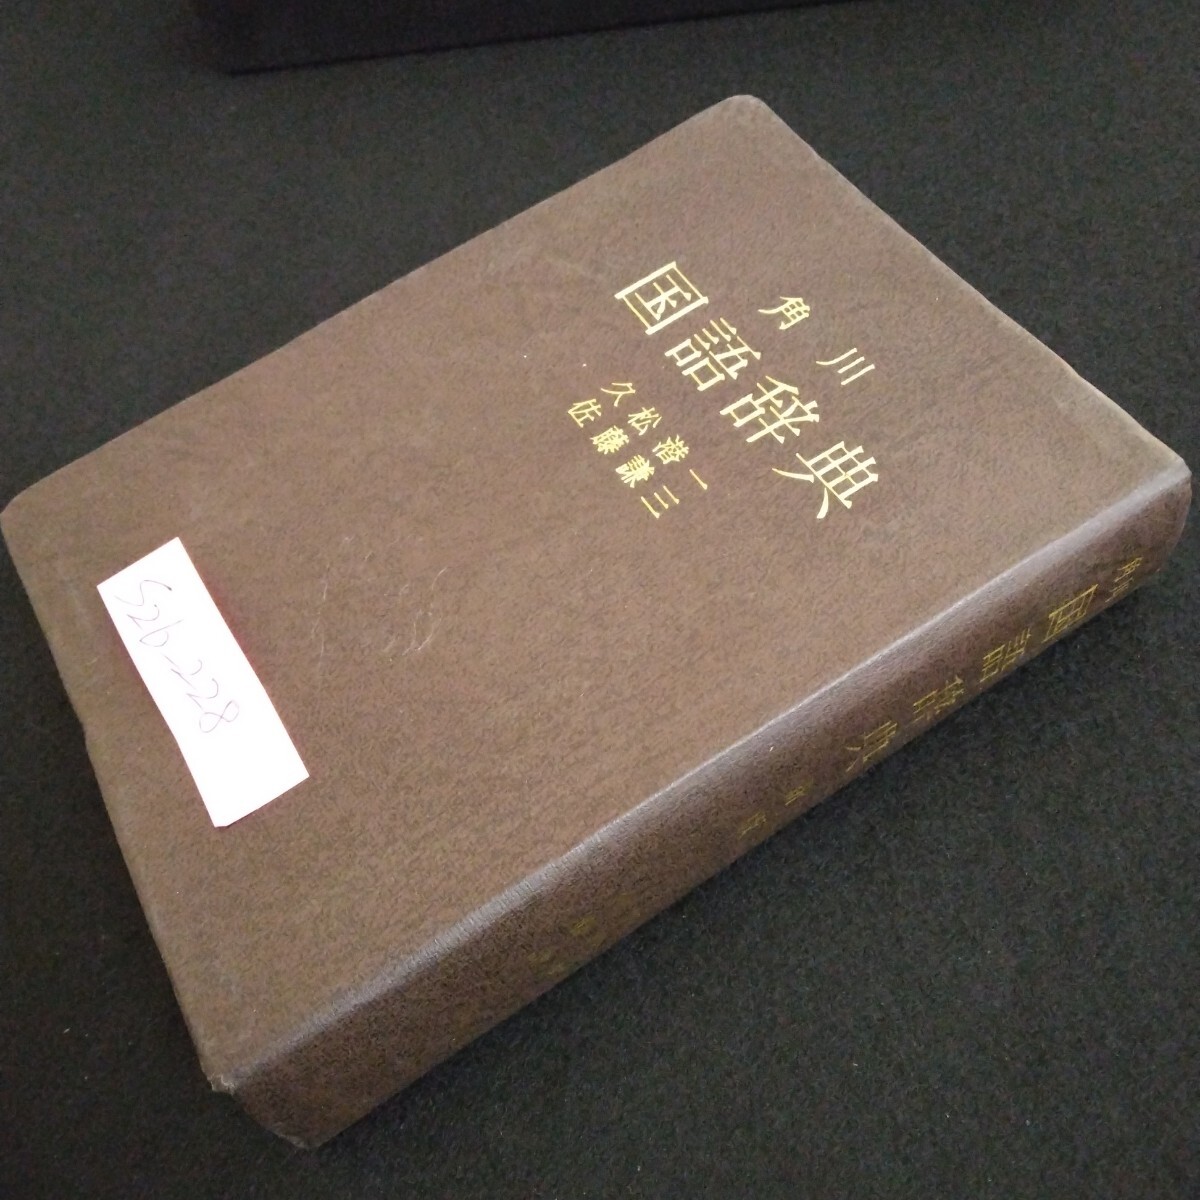 角川
国語辞典
久松潜一
佐藤謙三
S26-228
角川
国語辞典